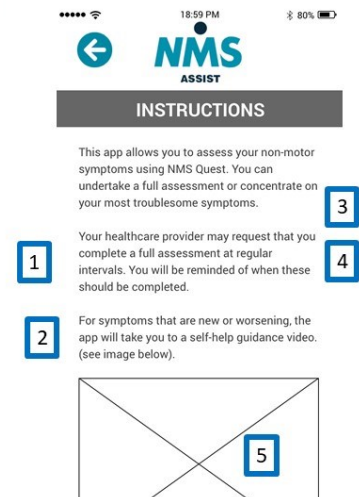 18:59 PM
80%
NMS
ASSIST
INSTRUCTIONS
This app allows you to assess your non-motor
symptoms using NMS Quest. You can
undertake a full assessment or concentrate on
your most troublesome symptoms.
3
Your healthcare provider may request that you
complete a full assessment at regular
intervals. You will be reminded of when these
should be completed.
1
4
For symptoms that are new or worsening, the
app will take you to a self-help guidance video.
(see image below).
2
5